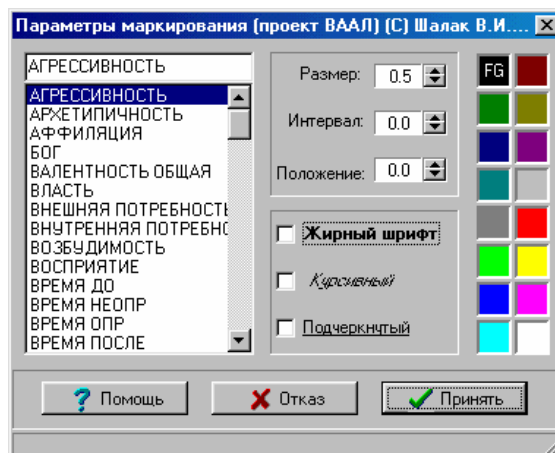 Параметры маркирования (проект ВААЛ) (С) Шалак В.И....
АГРЕССИВНОСТЬ
АГРЕССИВНОСТЬ
АРХЕТИПИЧНОСТЬ
АФФИЛЯЦИЯ
БОГ
ВАЛЕНТНОСТЬ ОБЩАЯ
ВЛАСТЬ
ВНЕШНЯЯ ПОТРЕБНОСТЬ
ВНУТРЕННЯЯ ПОТРЕБНО
ВОЗБУДИМОСТЬ
ВОСПРИЯТИЕ
ВРЕМЯ ДО
ВРЕМЯ НЕОПР
ВРЕМЯ ОПР
ВРЕМЯ ПОСЛЕ
Размер: 0.5
Интервал: 0.0
Положение: 0.0
Жирный шрифт
Курсивный
Подчеркнутый
FG
Помощь
Отказ
Принять